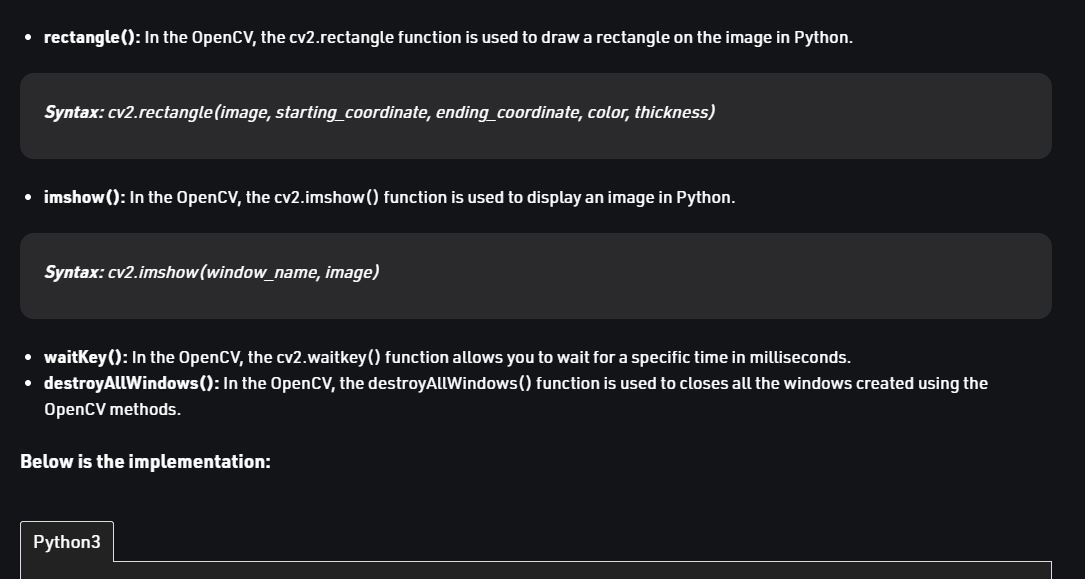 rectangle(): In the OpenCV, the cv2.rectangle function is used to draw a rectangle on the image in Python.
Syntax: cv2.rectangle(image, starting_coordinate, ending_coordinate, color, thickness)
imshow(): In the OpenCV, the cv2.imshow() function is used to display an image in Python.
Syntax: cv2.imshow(window_name, image)
waitKey(): In the OpenCV, the cv2.waitkey() function allows you to wait for a specific time in milliseconds.
destroyAllWindows(): In the OpenCV, the destroyAllWindows() function is used to closes all the windows created using the
OpenCV methods.
Below is the implementation:
Python3